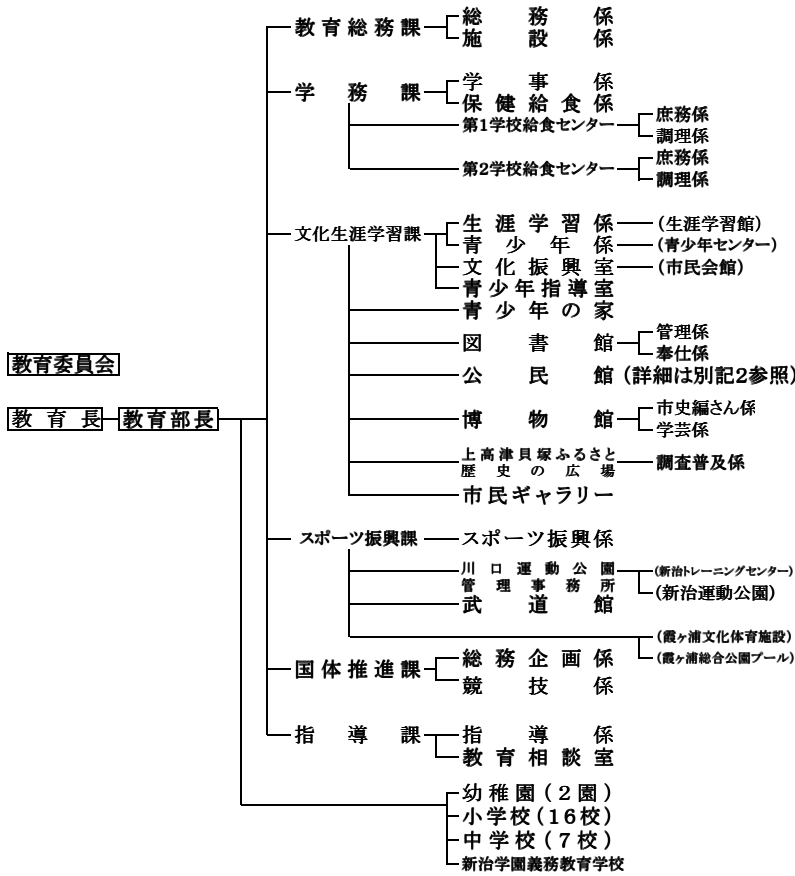 教育総務課
総務係
施設係
学務課
学事係
保健給食係
第1学校給食センター
庶務係
調理係
第2学校給食センター
庶務係
調理係
文化生涯学習課
生涯学習係
(生涯学習館)
青少年係
(青少年センター)
文化振興室
(市民会館)
青少年指導室
青少年の家
図書館
管理係
奉仕係
公民館(詳細は別記2参照)
博物館
市史編さん係
学芸係
上高津貝塚ふるさと
歴史の広場
調査普及係
市民ギャラリー
教育委員会
教育長
教育部長
スポーツ振興課
スポーツ振興係
川口運動公園
管理事務所
(新治トレーニングセンター)
(新治運動公園)
武道館
(霞ヶ浦文化体育施設)
(霞ヶ浦総合公園プール)
国体推進課
総務企画係
競技係
指導課
指導係
教育相談室
幼稚園(2園)
小学校(16校)
中学校(7校)
新治学園義務教育学校